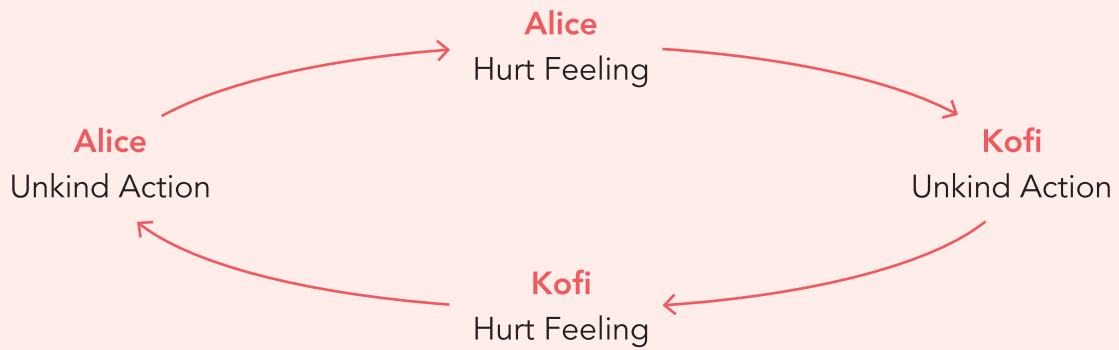 Alice
Hurt Feeling
Alice
Unkind Action
Kofi
Unkind Action
Kofi
Hurt Feeling